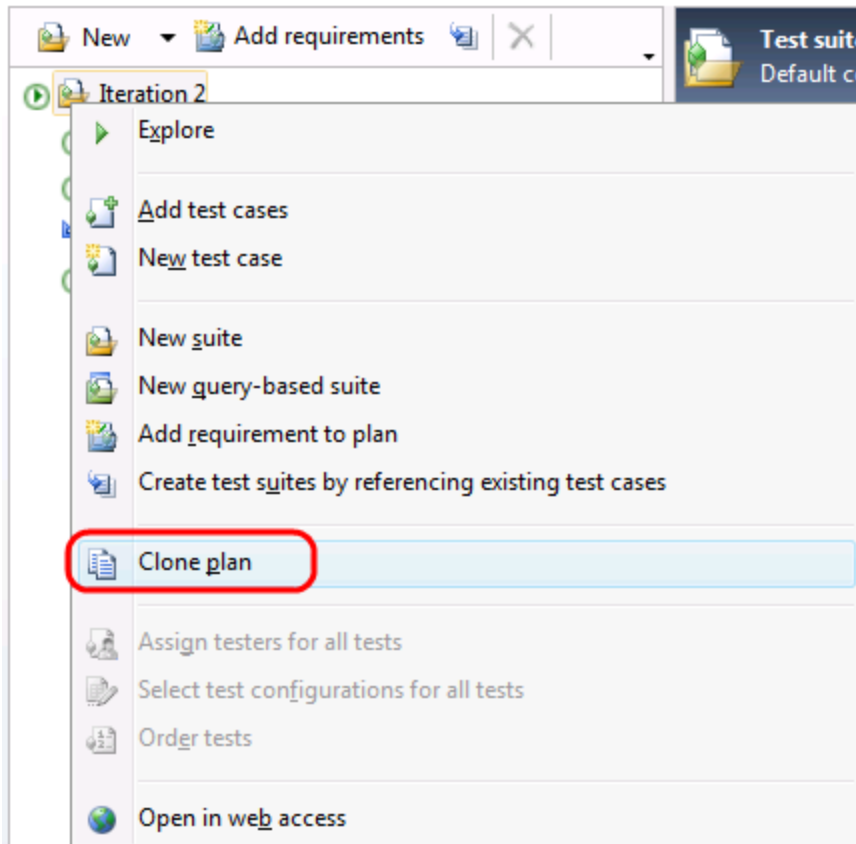 New Add requirements
Test suit
Default c
Iteration 2
Explore
Add test cases
New test case
New suite
New query-based suite
Add requirement to plan
Create test suites by referencing existing test cases
Clone plan
Assign testers for all tests
Select test configurations for all tests
Order tests
Open in web access